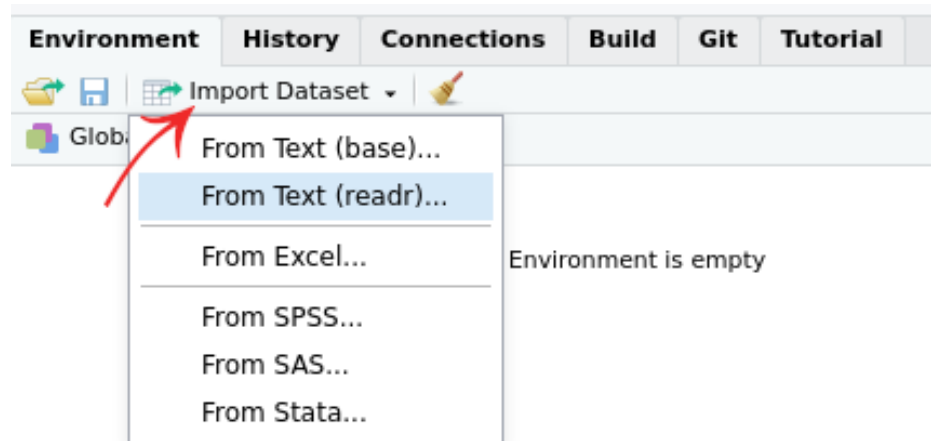 Environment History Connections Build Git Tutorial
Import Dataset
Glob
From Text (base)...
From Text (readr)...
From Excel...
Environment is empty
From SPSS...
From SAS...
From Stata...